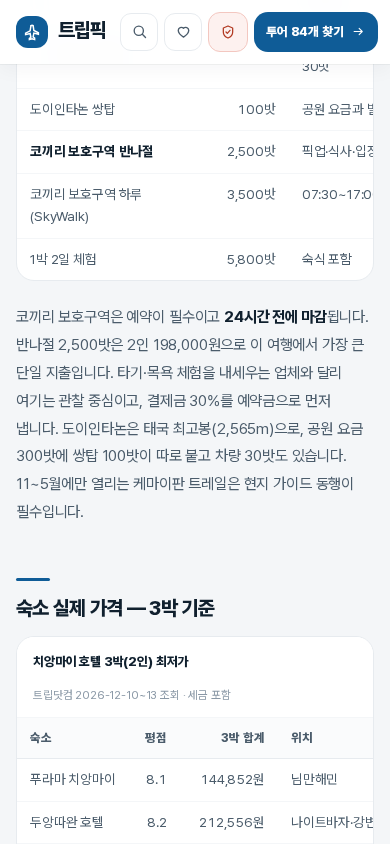 트립픽
투어 84개 찾기 →
30밧
도이인타논 쌍탑 100밧 공원 요금과
코끼리 보호구역 반나절 2,500밧 픽업·식사·입장
코끼리 보호구역 하루 3,500밧 07:30~17:0
(SkyWalk)
1박 2일 체험 5,800밧 숙식 포함
코끼리 보호구역은 예약이 필수이고 24시간 전에 마감됩니다.
반나절 2,500밧은 2인 198,000원으로 이 여행에서 가장 큰
단일 지출입니다. 타기·목욕 체험을 내세우는 업체와 달리
여기는 관찰 중심이고, 결제금 30%를 예약금으로 먼저
냅니다. 도이인타논은 태국 최고봉(2,565m)으로, 공원 요금
300밧에 쌍탑 100밧이 따로 붙고 차량 30밧도 있습니다.
11~5월에만 열리는 케마이판 트레일은 현지 가이드 동행이
필수입니다.
숙소 실제 가격 — 3박 기준
치앙마이 호텔 3박(2인) 최저가
트립닷컴 2026-12-10~13 조회 · 세금 포함
숙소 평점 3박 합계 위치
푸라마 치앙마이 8.1 144,852원 님만해민
두앙따완 호텔 8.2 212,556원 나이트바자·강변